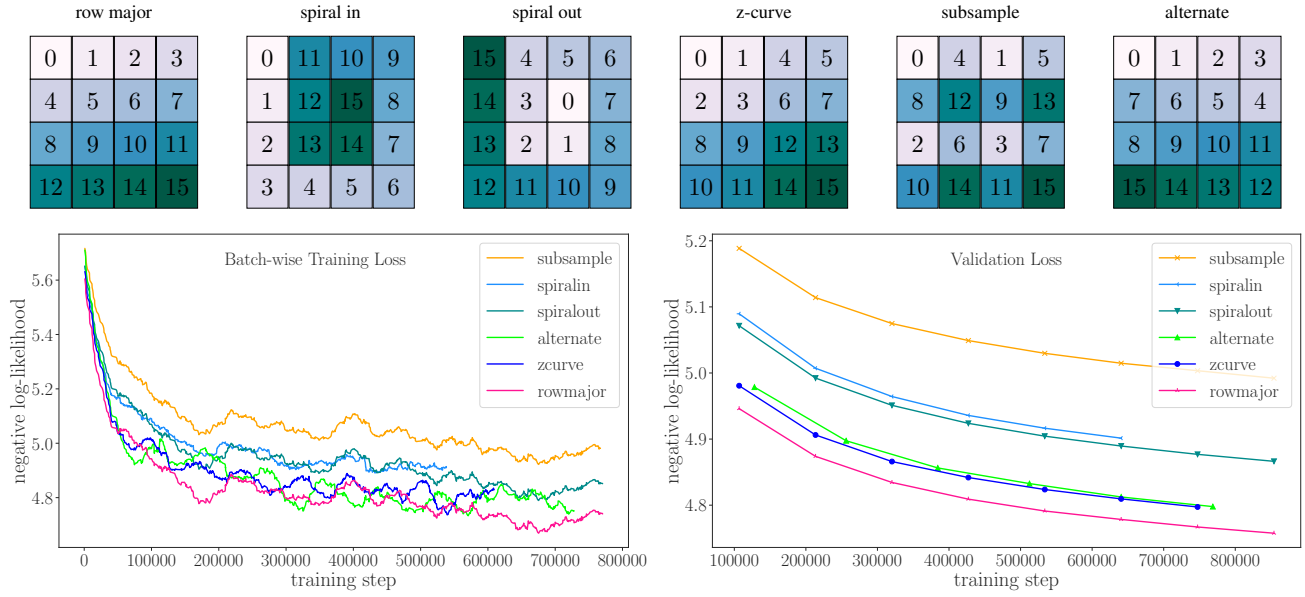 row major spiral in spiral out z-curve subsample alternate
0 1 2 3 0 11 10 9 15 4 5 6 0 1 4 5 0 4 1 5 0 1 2 3
4 5 6 7 1 12 15 8 14 3 0 7 2 3 6 7 8 12 9 13 7 6 5 4
8 9 10 11 2 13 14 7 13 2 1 8 8 9 12 13 2 6 3 7 8 9 10 11
12 13 14 15 3 4 5 6 12 11 10 9 10 11 14 15 10 14 11 15 15 14 13 12
negative log-likelihood
5.6
5.4
5.2
5.0
4.8
Batch-wise Training Loss
subsample
spiralin
spiralout
alternate
zcurve
rowmajor
0 100000 200000 300000 400000 500000 600000 700000 800000
training step
negative log-likelihood
5.2
5.1
5.0
4.9
4.8
Validation Loss
subsample
spiralin
spiralout
alternate
zcurve
rowmajor
100000 200000 300000 400000 500000 600000 700000 800000
training step